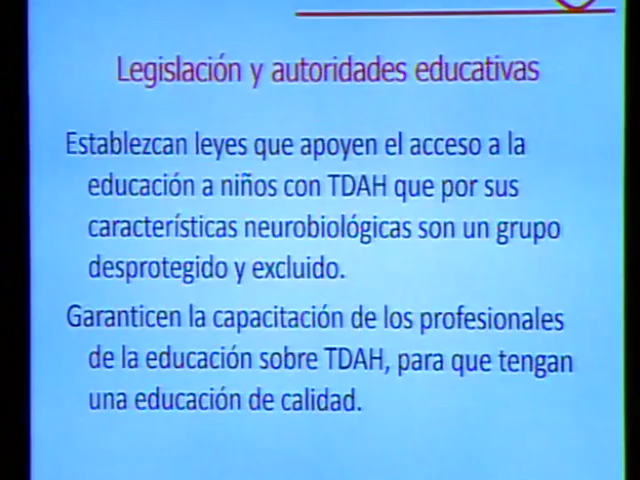 Legislación y autoridades educativas
Establezcan leyes que apoyen el acceso a la
educación a niños con TDAH que por sus
características neurobiológicas son un grupo
desprotegido y excluido.
Garanticen la capacitación de los profesionales
de la educación sobre TDAH, para que tengan
una educación de calidad.